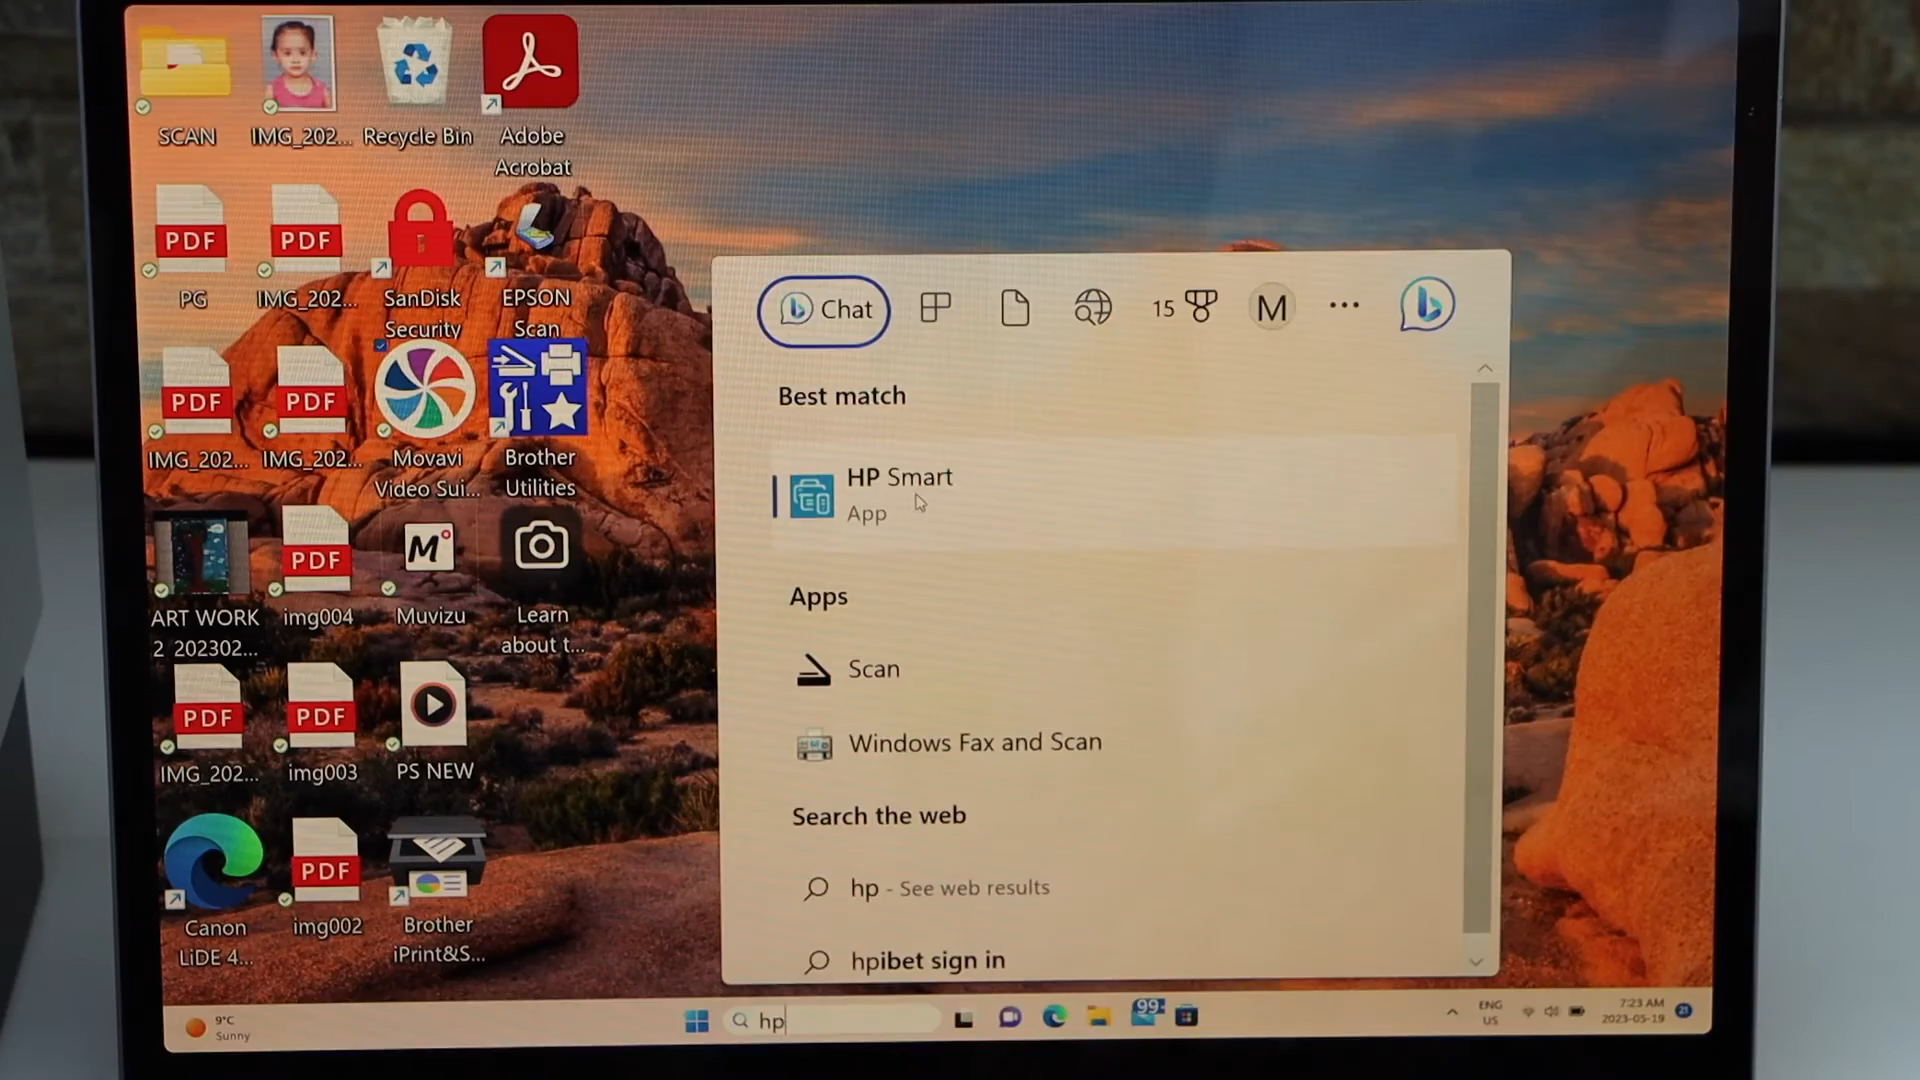 SCAN
IMG_202...
Recycle Bin
Adobe
Acrobat
PDF
PDF
PG
IMG_202...
SanDisk
Security
EPSON
Scan
PDF
PDF
IMG_202...
IMG_202...
Movavi
Video Sui...
Brother
Utilities
PDF
M
ART WORK
2 202302...
img004
Muvizu
Learn
about t...
PDF
PDF
IMG_202...
img003
PS NEW
PDF
Canon
LiDE 4...
img002
Brother
iPrint&S...
Chat
15
M
Best match
HP Smart
App
Apps
Scan
Windows Fax and Scan
Search the web
hp - See web results
hpibet sign in
9°C
Sunny
hp
99+
ENG
US
7:23 AM
2023-05-19
21